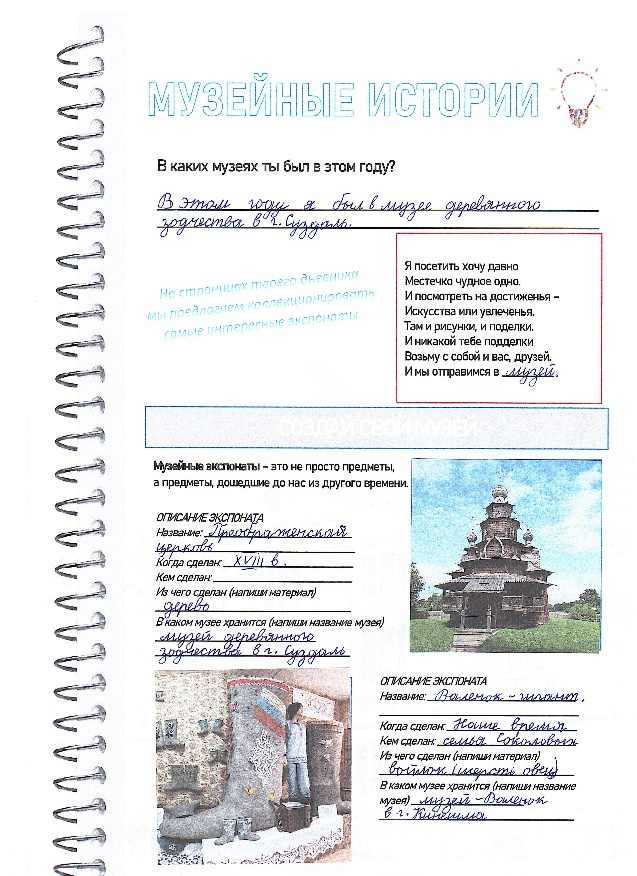 МУЗЕЙНЫЕ ИСТОРИИ
В каких музеях ты был в этом году?
В этом году я был в музее деревянного
зодчества в г. Суздаль.
На страницах твоего дневника
мы предлагаем коллекционировать
самые интересные экспонаты.
Я посетить хочу давно
Местечко чудное одно.
И посмотреть на достиженья –
Искусства или увлеченья.
Там и рисунки, и поделки.
И никакой тебе подделки
Возьму с собой и вас, друзей.
И мы отправимся в музей.
СОЗДАЙ СВОЙ МУЗЕЙ
Музейные экспонаты – это не просто предметы,
а предметы, дошедшие до нас из другого времени.
ОПИСАНИЕ ЭКСПОНАТА
Название: Преображенская
церковь
Когда сделан: XVIII в.
Кем сделан:
Из чего сделан (напиши материал)
дерево
В каком музее хранится (напиши название музея)
музей деревянного
зодчества в г. Суздаль
ОПИСАНИЕ ЭКСПОНАТА
Название: Валенок - гигант.
Когда сделан: Наше время
Кем сделан: семья Соколовых
Из чего сделан (напиши материал)
войлок (шерсть овец)
В каком музее хранится (напиши название
музея) музей - Валенок
в г. Кинешма